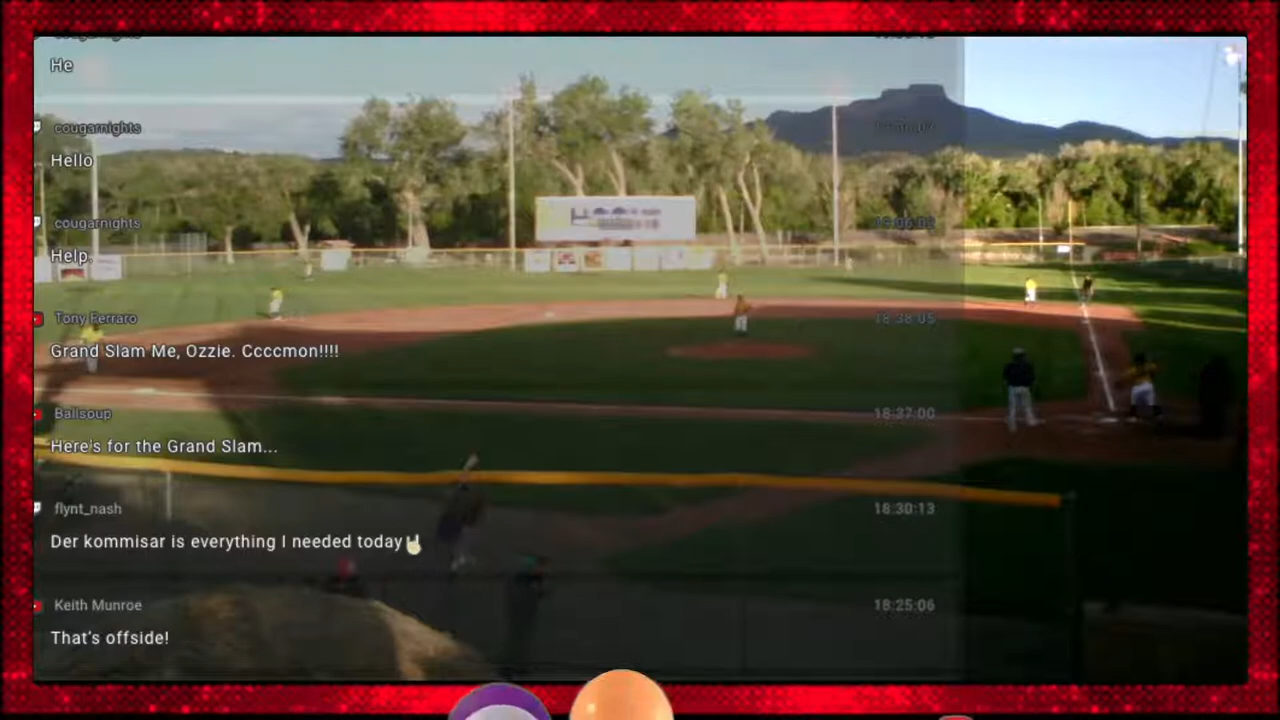 He
cougarnights
Hello
cougarnights
Help.
Tony Ferraro 18:38:05
Grand Slam Me, Ozzie. Ccccmon!!!!
Ballsoup 18:37:00
Here's for the Grand Slam...
flynt_nash 18:30:13
Der kommisar is everything I needed today
Keith Munroe 18:25:06
That's offside!